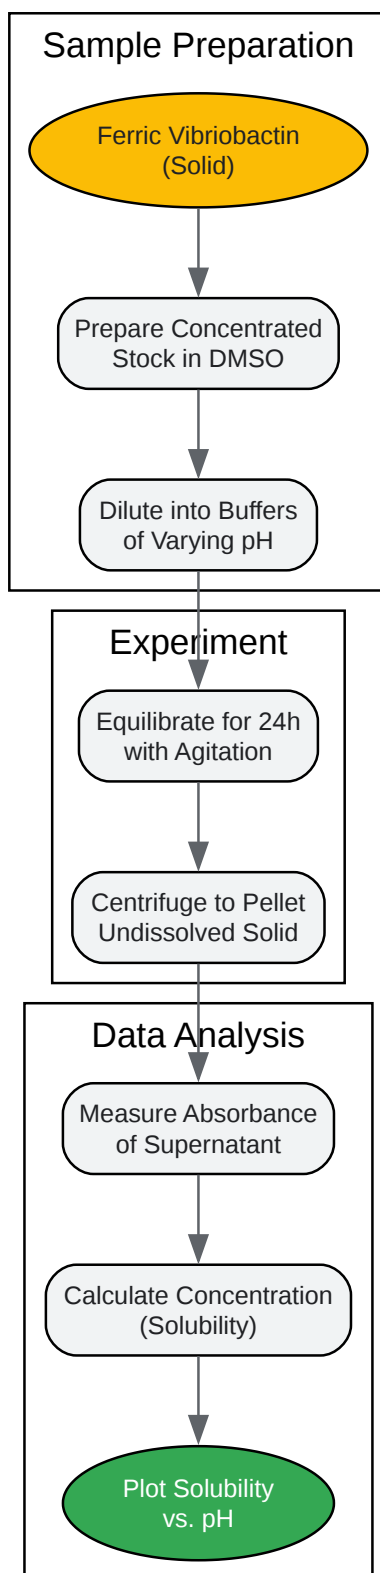 Sample Preparation
Ferric Vibriobactin
(Solid)
Prepare Concentrated
Stock in DMSO
Dilute into Buffers
of Varying pH
Experiment
Equilibrate for 24h
with Agitation
Centrifuge to Pellet
Undissolved Solid
Data Analysis
Measure Absorbance
of Supernatant
Calculate Concentration
(Solubility)
Plot Solubility
vs. pH